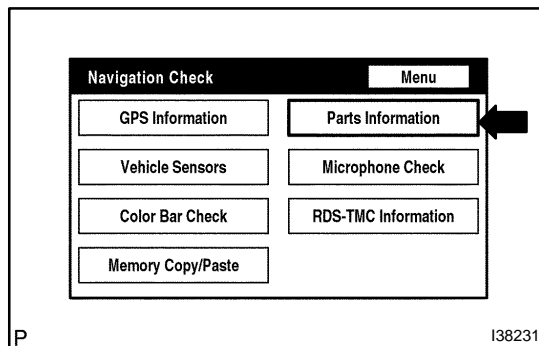 Navigation Check Menu
GPS Information Parts Information
Vehicle Sensors Microphone Check
Color Bar Check RDS-TMC Information
Memory Copy/Paste
P I38231